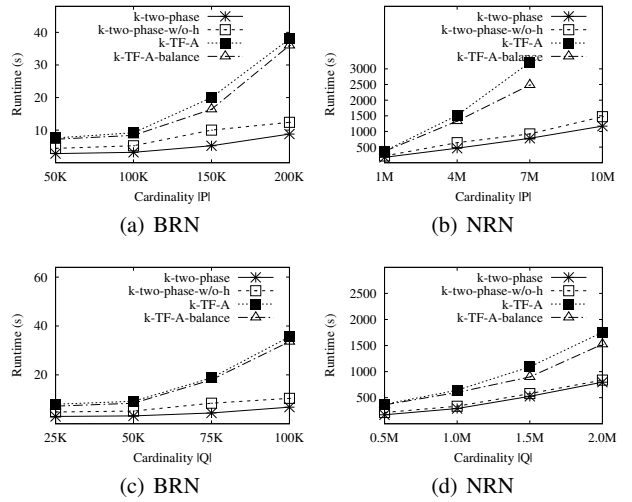 k-two-phase
k-two-phase-w/o-h
k-TF-A
k-TF-A-balance
Runtime (s)
40
30
20
10
50K 100K 150K 200K
Cardinality |P|
(a) BRN
k-two-phase
k-two-phase-w/o-h
k-TF-A
k-TF-A-balance
Runtime (s)
3000
2500
2000
1500
1000
500
1M 4M 7M 10M
Cardinality |P|
(b) NRN
k-two-phase
k-two-phase-w/o-h
k-TF-A
k-TF-A-balance
Runtime (s)
60
40
20
25K 50K 75K 100K
Cardinality |Q|
(c) BRN
k-two-phase
k-two-phase-w/o-h
k-TF-A
k-TF-A-balance
Runtime (s)
2500
2000
1500
1000
500
0.5M 1.0M 1.5M 2.0M
Cardinality |Q|
(d) NRN